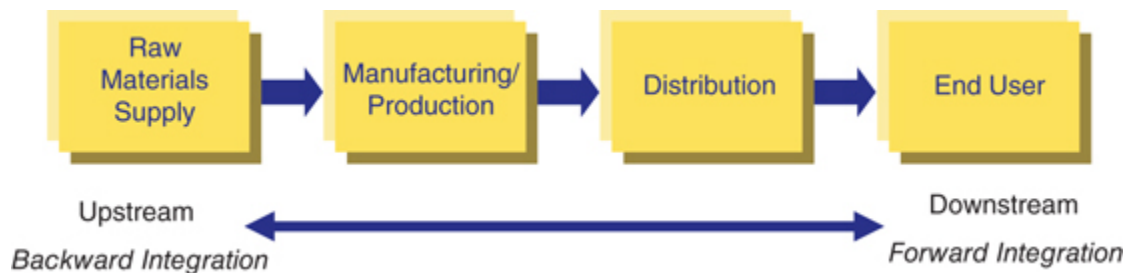 Raw
Materials
Supply
Manufacturing/
Production
Distribution
End User
Upstream
Downstream
Backward Integration
Forward Integration